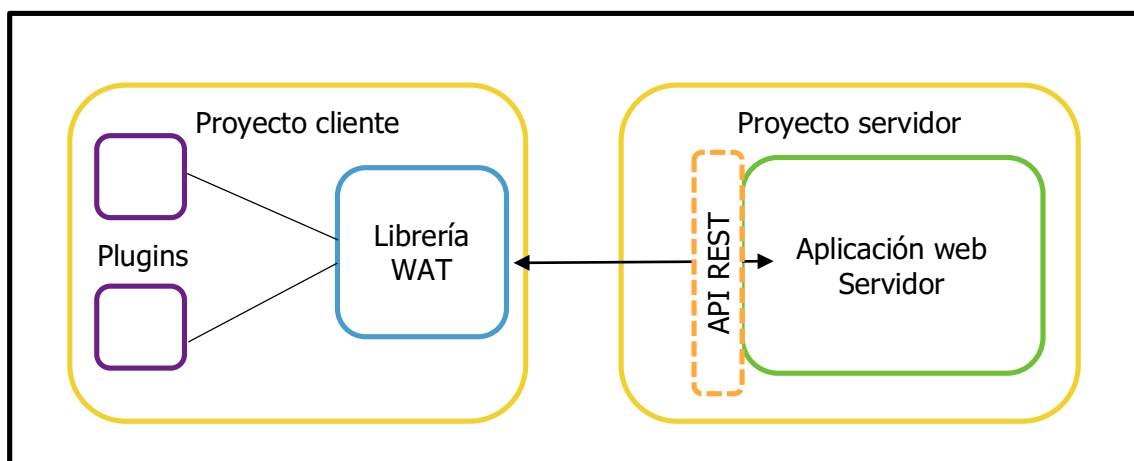 Proyecto cliente
Plugins
Librería
WAT
Proyecto servidor
API REST
Aplicación web
Servidor